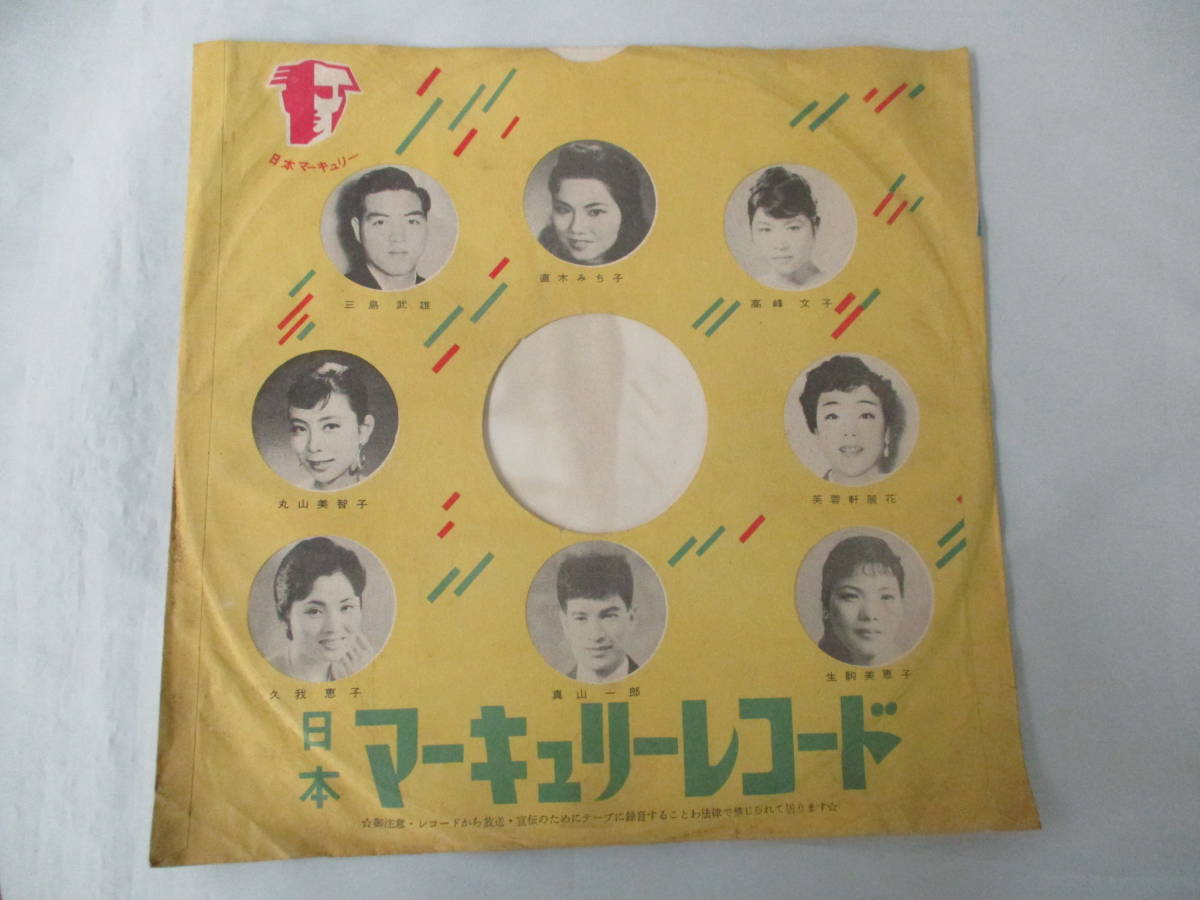 日本マーキュリー
三島武雄
直木みち子
高峰文子
丸山美智子
芙蓉軒麗花
久我恵子
真山一郎
生駒美恵子
日本マーキュリーレコード
☆御注意・レコードから放送・宣伝のためにテープに録音することわ法律で禁じられて居ります☆